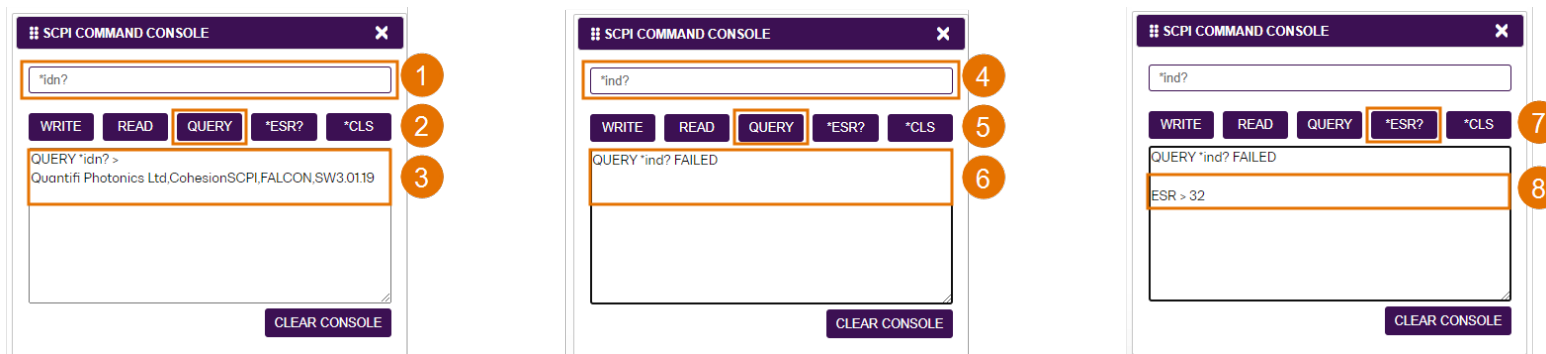 SCPI COMMAND CONSOLE
*idn?
1
WRITE READ QUERY *ESR? *CLS
2
QUERY *idn? >
Quantifi Photonics Ltd,CohesionSCPI,FALCON,SW3.01.19
3
CLEAR CONSOLE
SCPI COMMAND CONSOLE
*ind?
4
WRITE READ QUERY *ESR? *CLS
5
QUERY *ind? FAILED
6
CLEAR CONSOLE
SCPI COMMAND CONSOLE
*ind?
WRITE READ QUERY *ESR? *CLS
7
QUERY *ind? FAILED
ESR > 32
8
CLEAR CONSOLE